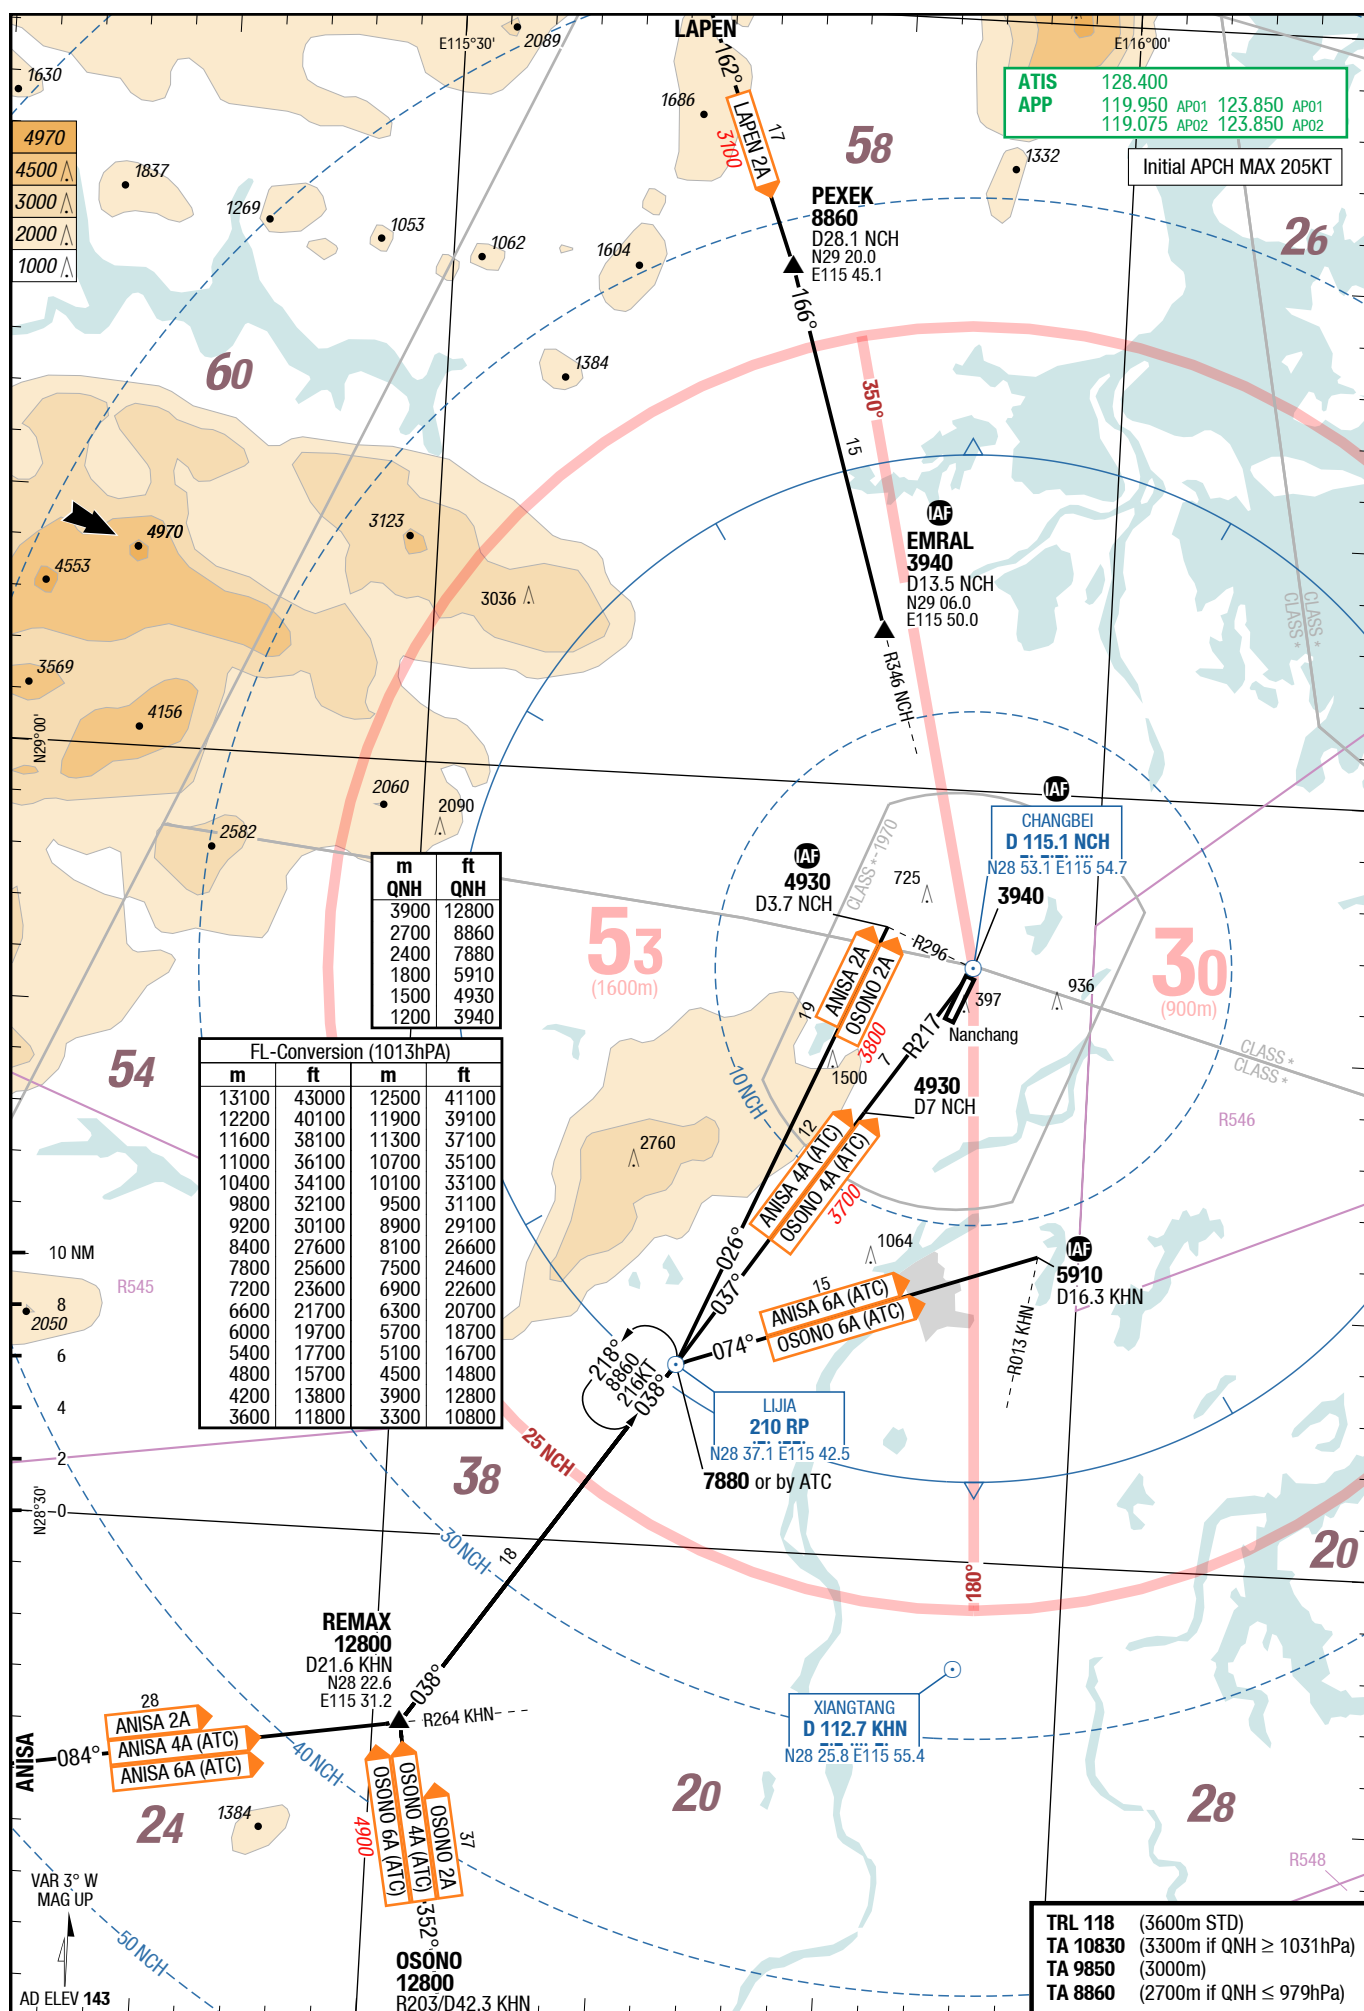 LAPEN
E115°30'
E116°00'
2089
1630
162°
ATIS 128.400
APP 119.950 AP01 123.850 AP01
119.075 AP02 123.850 AP02
Initial APCH MAX 205KT
4970
4500
3000
2000
1000
1686
LAPEN 2A
3100
17
58
1332
1837
1269
1053
1062
1604
PEXEK
8860
D28.1 NCH
N29 20.0
E115 45.1
26
166°
60
1384
350°
15
4970
4553
3123
3036
IAF
EMRAL
3940
D13.5 NCH
N29 06.0
E115 50.0
CLASS *
CLASS *
3569
4156
R346 NCH
N29°00'
2060
2090
2582
IAF
CHANGBEI
D 115.1 NCH
N28 53.1 E115 54.7
3940
CLASS *-1970
IAF
4930
D3.7 NCH
725
R296
m ft
QNH QNH
3900 12800
2700 8860
2400 7880
1800 5910
1500 4930
1200 3940
53
(1600m)
30
(900m)
ANISA 2A
OSONO 2A
3800
19
397
936
Nanchang
R217
7
1500
CLASS *
CLASS *
54
FL-Conversion (1013hPA)
m ft m ft
13100 43000 12500 41100
12200 40100 11900 39100
11600 38100 11300 37100
11000 36100 10700 35100
10400 34100 10100 33100
9800 32100 9500 31100
9200 30100 8900 29100
8400 27600 8100 26600
7800 25600 7500 24600
7200 23600 6900 22600
6600 21700 6300 20700
6000 19700 5700 18700
5400 17700 5100 16700
4800 15700 4500 14800
4200 13800 3900 12800
3600 11800 3300 10800
10 NCH
4930
D7 NCH
R546
2760
12
ANISA 4A (ATC)
OSONO 4A (ATC)
3700
1064
026°
037°
074°
15
ANISA 6A (ATC)
OSONO 6A (ATC)
IAF
5910
D16.3 KHN
R013 KHN
10 NM
8
6
4
2
0
R545
2050
218°
8860
216KT
038°
LIJIA
210 RP
N28 37.1 E115 42.5
7880 or by ATC
25 NCH
38
N28°30'
30 NCH
18
20
180°
REMAX
12800
D21.6 KHN
N28 22.6
E115 31.2
038°
R264 KHN
XIANGTANG
D 112.7 KHN
N28 25.8 E115 55.4
28
ANISA
084°
ANISA 2A
ANISA 4A (ATC)
ANISA 6A (ATC)
40 NCH
24
1384
4900
OSONO 6A (ATC)
OSONO 4A (ATC)
OSONO 2A
37
20
28
R548
VAR 3° W
MAG UP
50 NCH
352°
OSONO
12800
R203/D42.3 KHN
AD ELEV 143
TRL 118 (3600m STD)
TA 10830 (3300m if QNH ≥ 1031hPa)
TA 9850 (3000m)
TA 8860 (2700m if QNH ≤ 979hPa)